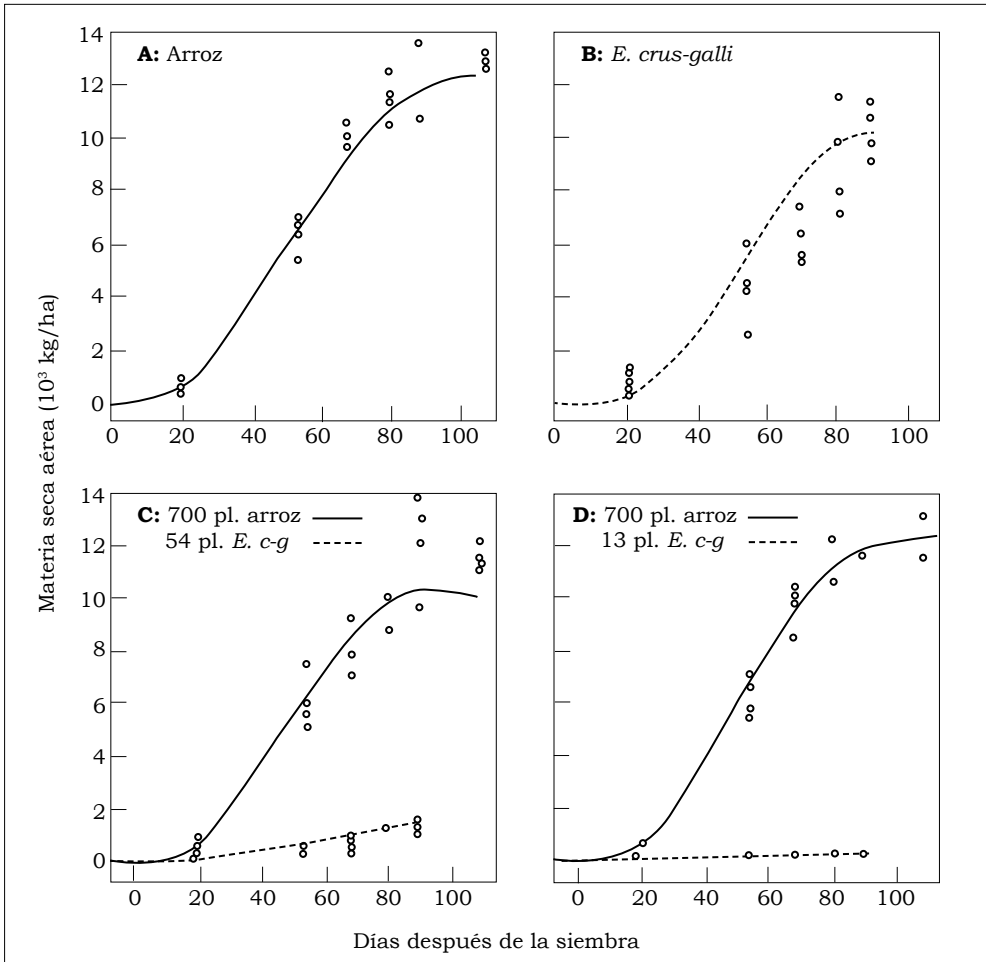 14
12
10
8
6
4
2
0
A: Arroz
0 20 40 60 80 100
B: E. crus-galli
0 20 40 60 80 100
Materia seca aérea (10³ kg/ha)
14
12
10
8
6
4
2
0
C: 700 pl. arroz
54 pl. E. c-g
0 20 40 60 80 100
D: 700 pl. arroz
13 pl. E. c-g
0 20 40 60 80 100
Días después de la siembra